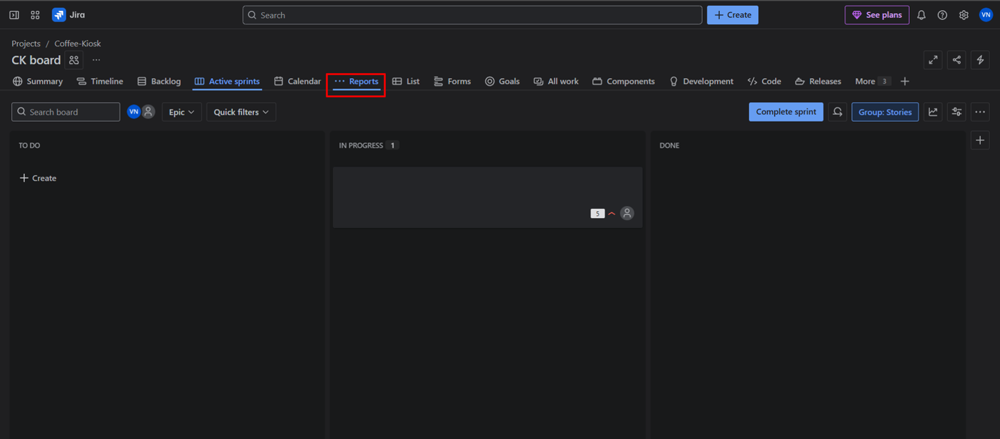 Jira
Search
Create
See plans
VN
Projects / Coffee-Kiosk
CK board
Summary Timeline Backlog Active sprints Calendar Reports List Forms Goals All work Components Development Code Releases More 3
Search board
VN
Epic
Quick filters
Complete sprint
Group: Stories
TO DO
Create
IN PROGRESS 1
5
DONE